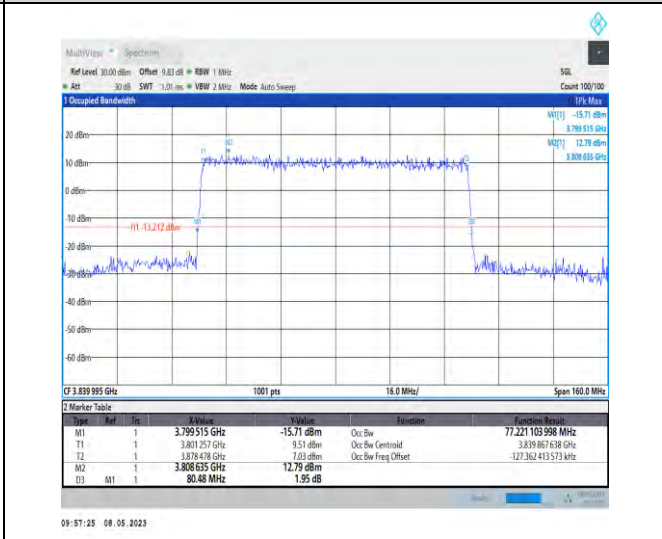 MultiView Spectrum
Ref Level 30.00 dBm Offset 9.83 dB RBW 1 MHz SGL
Att 30 dB SWT 1.01 ms VBW 2 MHz Mode Auto Sweep Count 100/100
1 Occupied Bandwidth 1Pk Max
M1[1] -15.71 dBm
3.799 515 GHz
M2[1] 12.79 dBm
3.808 635 GHz
20 dBm
10 dBm
0 dBm
-10 dBm
H1 -13.212 dBm
-20 dBm
-30 dBm
-40 dBm
-50 dBm
-60 dBm
T1
M2
T2
M1
D3
CF 3.839 995 GHz 1001 pts 16.0 MHz/ Span 160.0 MHz
2 Marker Table
Type Ref Trc X-Value Y-Value Function Function Result
M1 1 3.799 515 GHz -15.71 dBm Occ Bw 77.221 103 998 MHz
T1 1 3.801 257 GHz 9.51 dBm Occ Bw Centroid 3.839 867 638 GHz
T2 1 3.878 478 GHz 7.03 dBm Occ Bw Freq Offset -127.362 413 573 kHz
M2 1 3.808 635 GHz 12.79 dBm
D3 M1 1 80.48 MHz 1.95 dB
09:57:25 08.05.2023